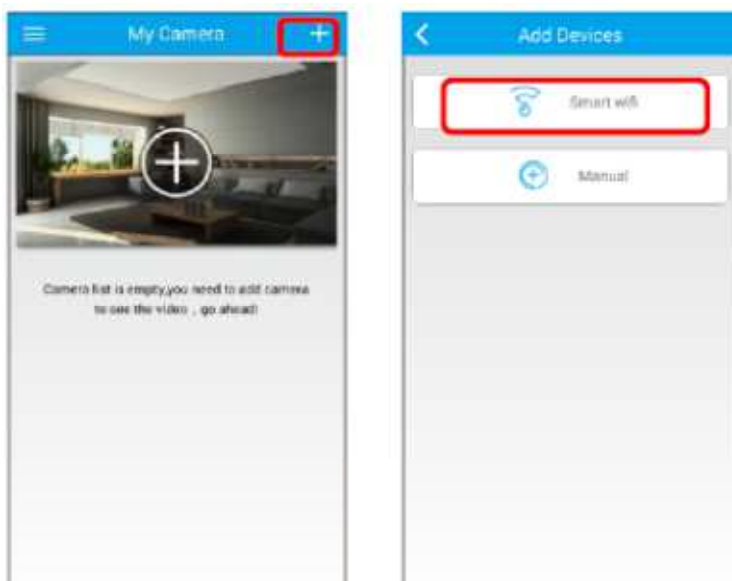 My Camera
Camera list is empty,you need to add camera
to see the video , go ahead!
Add Devices
Smart wifi
Manual